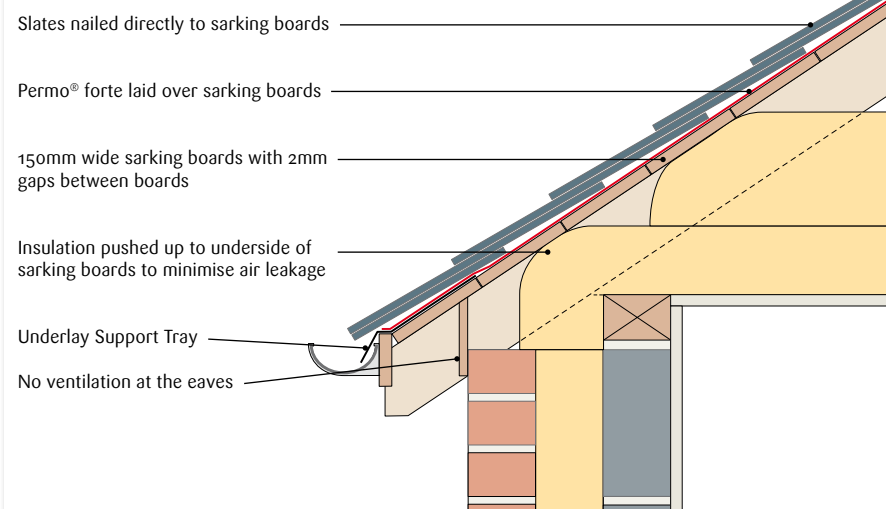 Slates nailed directly to sarking boards
Permo® forte laid over sarking boards
150mm wide sarking boards with 2mm
gaps between boards
Insulation pushed up to underside of
sarking boards to minimise air leakage
Underlay Support Tray
No ventilation at the eaves